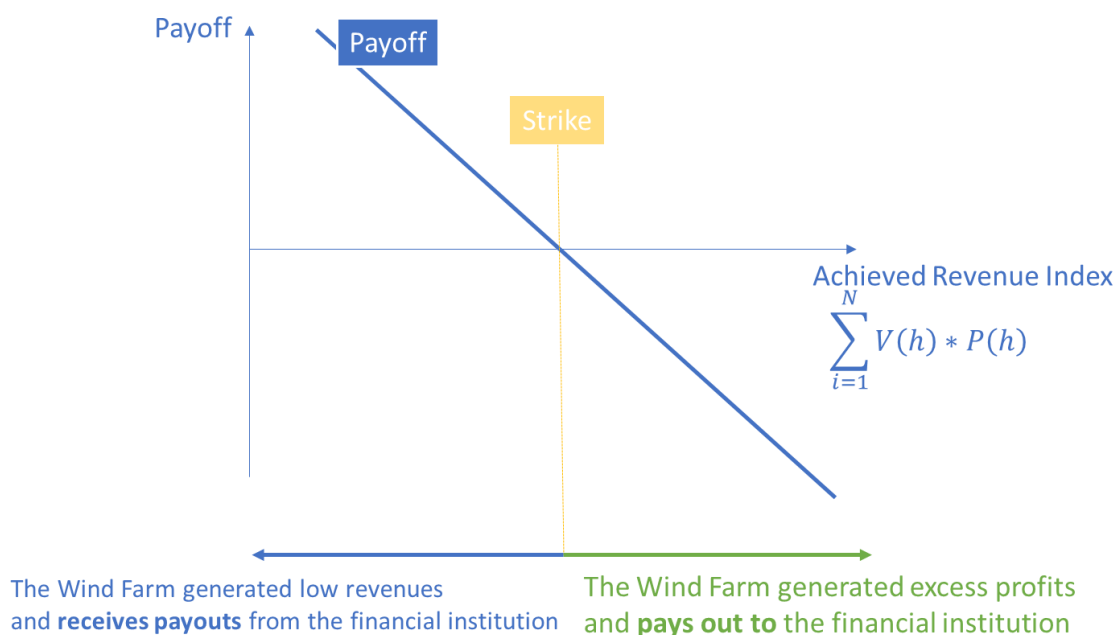 Payoff
Payoff
Strike
Achieved Revenue Index
N
∑ V(h) ∗ P(h)
i=1
The Wind Farm generated low revenues
and receives payouts from the financial institution
The Wind Farm generated excess profits
and pays out to the financial institution